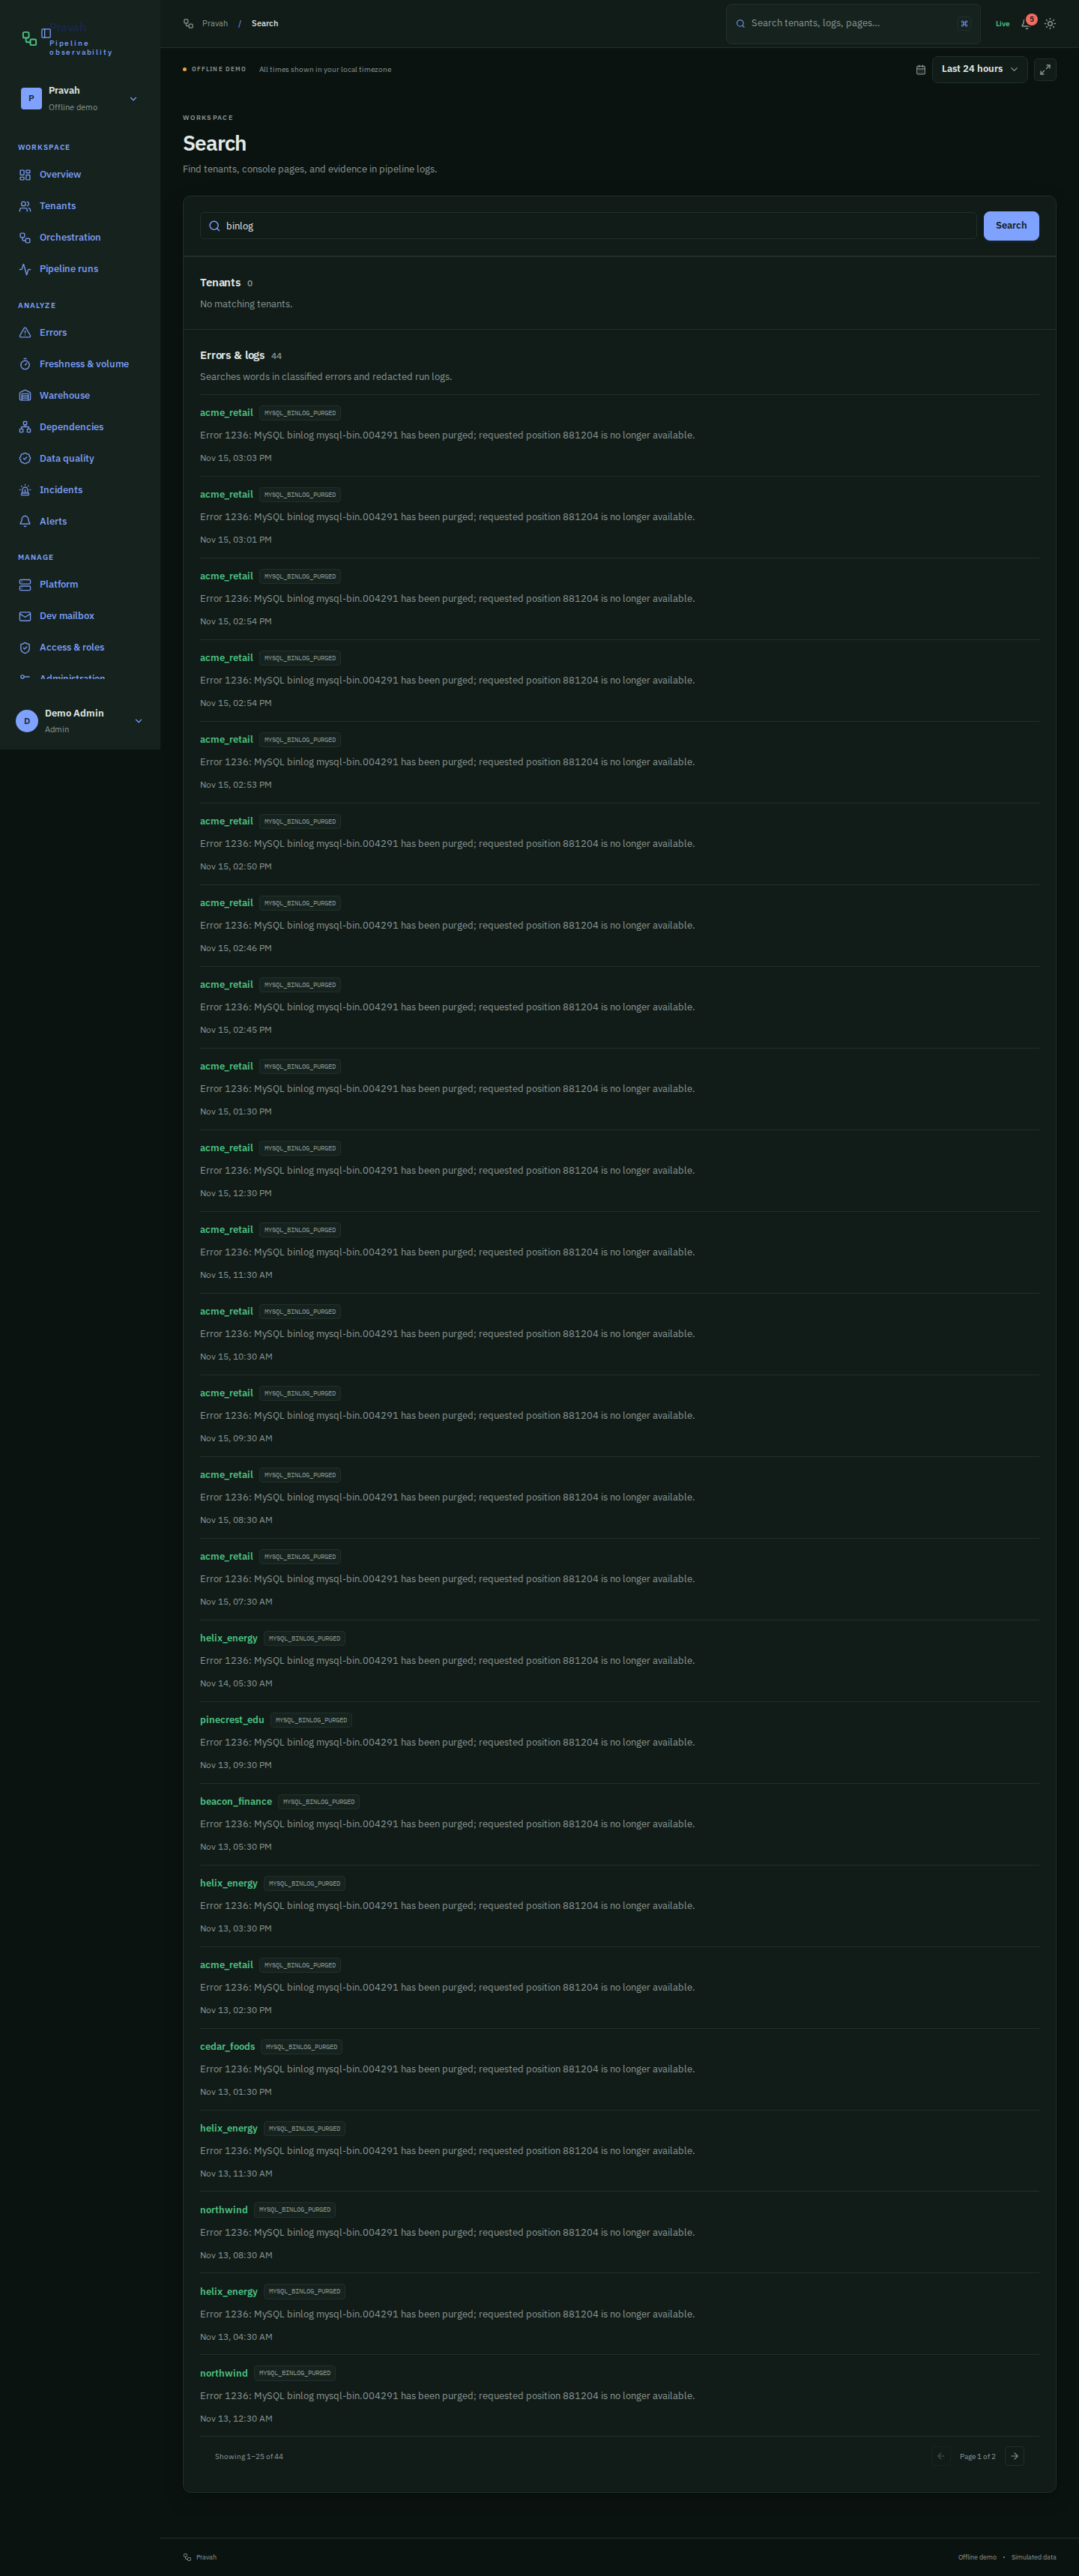 Pravah
Pipeline
observability
P
Pravah
Offline demo
WORKSPACE
Overview
Tenants
Orchestration
Pipeline runs
ANALYZE
Errors
Freshness & volume
Warehouse
Dependencies
Data quality
Incidents
Alerts
MANAGE
Platform
Dev mailbox
Access & roles
Administration
D
Demo Admin
Admin
Pravah / Search
Search tenants, logs, pages...
⌘
Live
5
OFFLINE DEMO All times shown in your local timezone
Last 24 hours
WORKSPACE
Search
Find tenants, console pages, and evidence in pipeline logs.
binlog
Search
Tenants 0
No matching tenants.
Errors & logs 44
Searches words in classified errors and redacted run logs.
acme_retail MYSQL_BINLOG_PURGED
Error 1236: MySQL binlog mysql-bin.004291 has been purged; requested position 881204 is no longer available.
Nov 15, 03:03 PM
acme_retail MYSQL_BINLOG_PURGED
Error 1236: MySQL binlog mysql-bin.004291 has been purged; requested position 881204 is no longer available.
Nov 15, 03:01 PM
acme_retail MYSQL_BINLOG_PURGED
Error 1236: MySQL binlog mysql-bin.004291 has been purged; requested position 881204 is no longer available.
Nov 15, 02:54 PM
acme_retail MYSQL_BINLOG_PURGED
Error 1236: MySQL binlog mysql-bin.004291 has been purged; requested position 881204 is no longer available.
Nov 15, 02:54 PM
acme_retail MYSQL_BINLOG_PURGED
Error 1236: MySQL binlog mysql-bin.004291 has been purged; requested position 881204 is no longer available.
Nov 15, 02:53 PM
acme_retail MYSQL_BINLOG_PURGED
Error 1236: MySQL binlog mysql-bin.004291 has been purged; requested position 881204 is no longer available.
Nov 15, 02:50 PM
acme_retail MYSQL_BINLOG_PURGED
Error 1236: MySQL binlog mysql-bin.004291 has been purged; requested position 881204 is no longer available.
Nov 15, 02:46 PM
acme_retail MYSQL_BINLOG_PURGED
Error 1236: MySQL binlog mysql-bin.004291 has been purged; requested position 881204 is no longer available.
Nov 15, 02:45 PM
acme_retail MYSQL_BINLOG_PURGED
Error 1236: MySQL binlog mysql-bin.004291 has been purged; requested position 881204 is no longer available.
Nov 15, 01:30 PM
acme_retail MYSQL_BINLOG_PURGED
Error 1236: MySQL binlog mysql-bin.004291 has been purged; requested position 881204 is no longer available.
Nov 15, 12:30 PM
acme_retail MYSQL_BINLOG_PURGED
Error 1236: MySQL binlog mysql-bin.004291 has been purged; requested position 881204 is no longer available.
Nov 15, 11:30 AM
acme_retail MYSQL_BINLOG_PURGED
Error 1236: MySQL binlog mysql-bin.004291 has been purged; requested position 881204 is no longer available.
Nov 15, 10:30 AM
acme_retail MYSQL_BINLOG_PURGED
Error 1236: MySQL binlog mysql-bin.004291 has been purged; requested position 881204 is no longer available.
Nov 15, 09:30 AM
acme_retail MYSQL_BINLOG_PURGED
Error 1236: MySQL binlog mysql-bin.004291 has been purged; requested position 881204 is no longer available.
Nov 15, 08:30 AM
acme_retail MYSQL_BINLOG_PURGED
Error 1236: MySQL binlog mysql-bin.004291 has been purged; requested position 881204 is no longer available.
Nov 15, 07:30 AM
helix_energy MYSQL_BINLOG_PURGED
Error 1236: MySQL binlog mysql-bin.004291 has been purged; requested position 881204 is no longer available.
Nov 14, 05:30 AM
pinecrest_edu MYSQL_BINLOG_PURGED
Error 1236: MySQL binlog mysql-bin.004291 has been purged; requested position 881204 is no longer available.
Nov 13, 09:30 PM
beacon_finance MYSQL_BINLOG_PURGED
Error 1236: MySQL binlog mysql-bin.004291 has been purged; requested position 881204 is no longer available.
Nov 13, 05:30 PM
helix_energy MYSQL_BINLOG_PURGED
Error 1236: MySQL binlog mysql-bin.004291 has been purged; requested position 881204 is no longer available.
Nov 13, 03:30 PM
acme_retail MYSQL_BINLOG_PURGED
Error 1236: MySQL binlog mysql-bin.004291 has been purged; requested position 881204 is no longer available.
Nov 13, 02:30 PM
cedar_foods MYSQL_BINLOG_PURGED
Error 1236: MySQL binlog mysql-bin.004291 has been purged; requested position 881204 is no longer available.
Nov 13, 01:30 PM
helix_energy MYSQL_BINLOG_PURGED
Error 1236: MySQL binlog mysql-bin.004291 has been purged; requested position 881204 is no longer available.
Nov 13, 11:30 AM
northwind MYSQL_BINLOG_PURGED
Error 1236: MySQL binlog mysql-bin.004291 has been purged; requested position 881204 is no longer available.
Nov 13, 08:30 AM
helix_energy MYSQL_BINLOG_PURGED
Error 1236: MySQL binlog mysql-bin.004291 has been purged; requested position 881204 is no longer available.
Nov 13, 04:30 AM
northwind MYSQL_BINLOG_PURGED
Error 1236: MySQL binlog mysql-bin.004291 has been purged; requested position 881204 is no longer available.
Nov 13, 12:30 AM
Showing 1–25 of 44
Page 1 of 2
Pravah
Offline demo • Simulated data